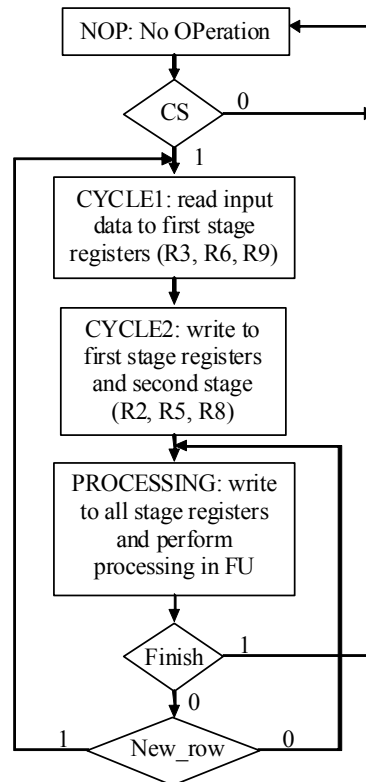 NOP: No OPeration
CS
0
1
CYCLE1: read input
data to first stage
registers (R3, R6, R9)
CYCLE2: write to
first stage registers
and second stage
(R2, R5, R8)
PROCESSING: write
to all stage registers
and perform
processing in FU
Finish
1
0
1
New_row
0